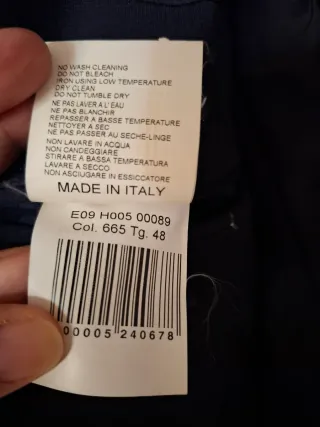 NO WASH CLEANING
DO NOT BLEACH
IRON USING LOW TEMPERATURE
DRY CLEAN
DO NOT TUMBLE DRY
NE PAS LAVER A L' EAU
NE PAS BLANCHIR
REPASSER A BASSE TEMPERATURE
NETTOYER A SEC
NE PAS PASSER AU SECHE-LINGE
NON LAVARE IN ACQUA
NON CANDEGGIARE
STIRARE A BASSA TEMPERATURA
LAVARE A SECCO
NON ASCIUGARE IN ESSICCATORE
MADE IN ITALY
E09 H005 00089
Col. 665 Tg. 48
00005 240678